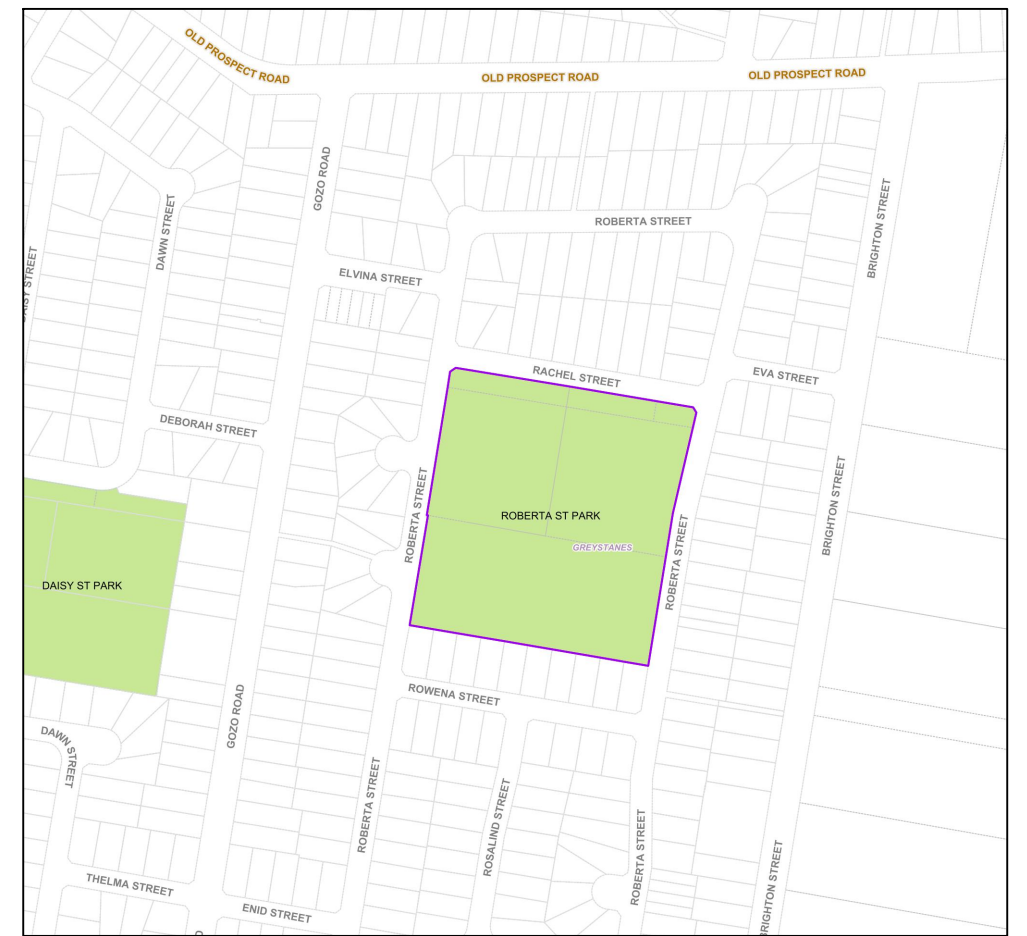 OLD PROSPECT ROAD
OLD PROSPECT ROAD
OLD PROSPECT ROAD
GOZO ROAD
DAWN STREET
ROBERTA STREET
BRIGHTON STREET
ELVINA STREET
RACHEL STREET
EVA STREET
DEBORAH STREET
ROBERTA STREET
ROBERTA ST PARK
GREYSTANES
BRIGHTON STREET
ROBERTA STREET
DAISY ST PARK
ROWENA STREET
GOZO ROAD
DAWN STREET
ROBERTA STREET
ROSALIND STREET
ROBERTA STREET
BRIGHTON STREET
THELMA STREET
ENID STREET
STREET